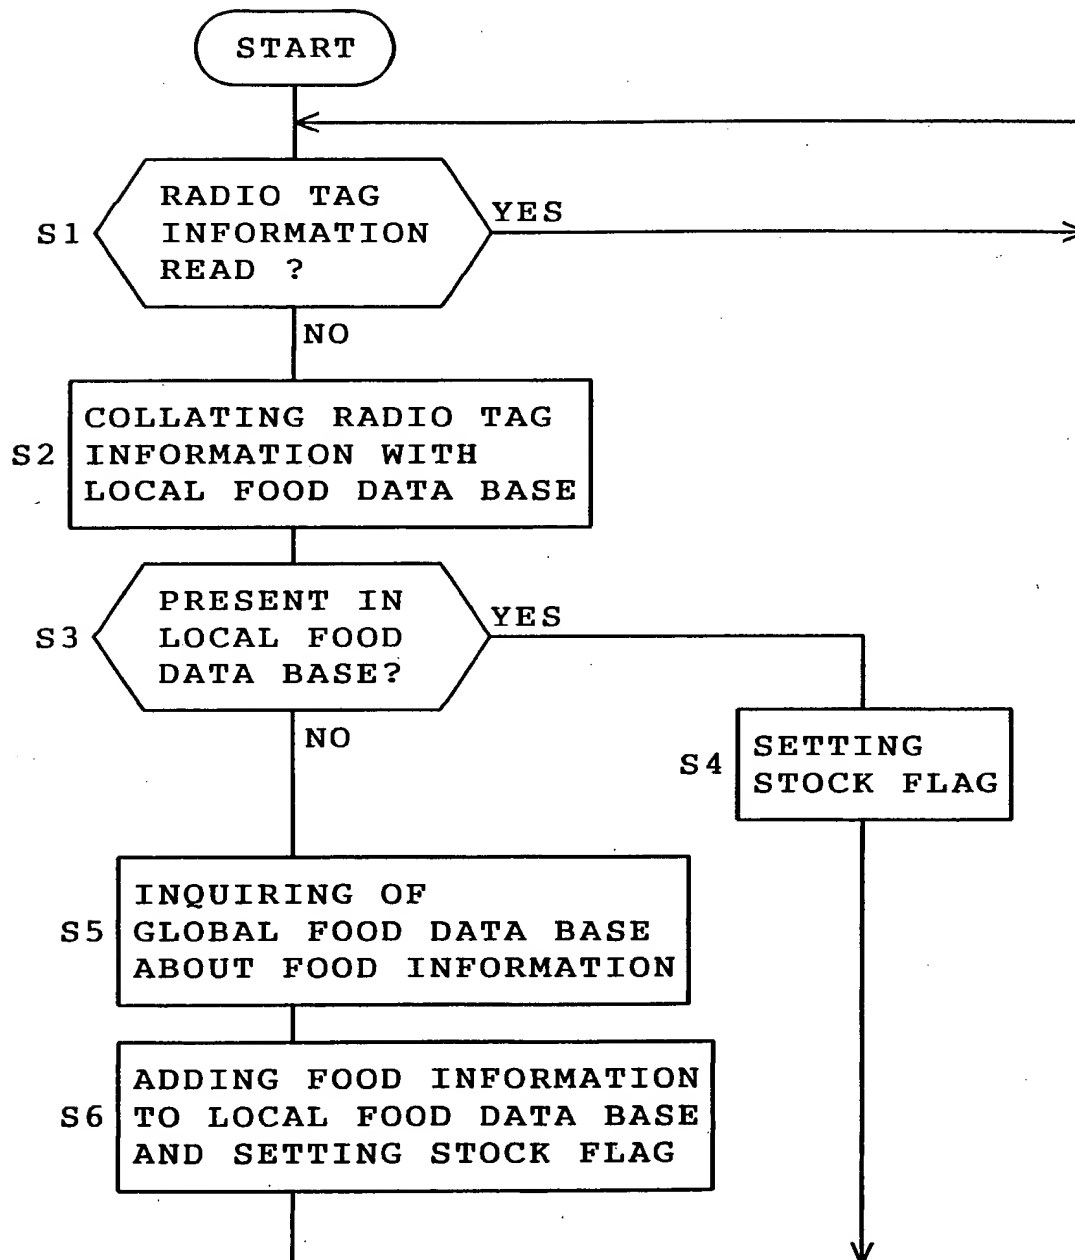 START
RADIO TAG
S1 INFORMATION YES
READ ?
NO
COLLATING RADIO TAG
S2 INFORMATION WITH
LOCAL FOOD DATA BASE
PRESENT IN YES
S3 LOCAL FOOD
DATA BASE?
NO
S4 SETTING
STOCK FLAG
INQUIRING OF
S5 GLOBAL FOOD DATA BASE
ABOUT FOOD INFORMATION
ADDING FOOD INFORMATION
S6 TO LOCAL FOOD DATA BASE
AND SETTING STOCK FLAG